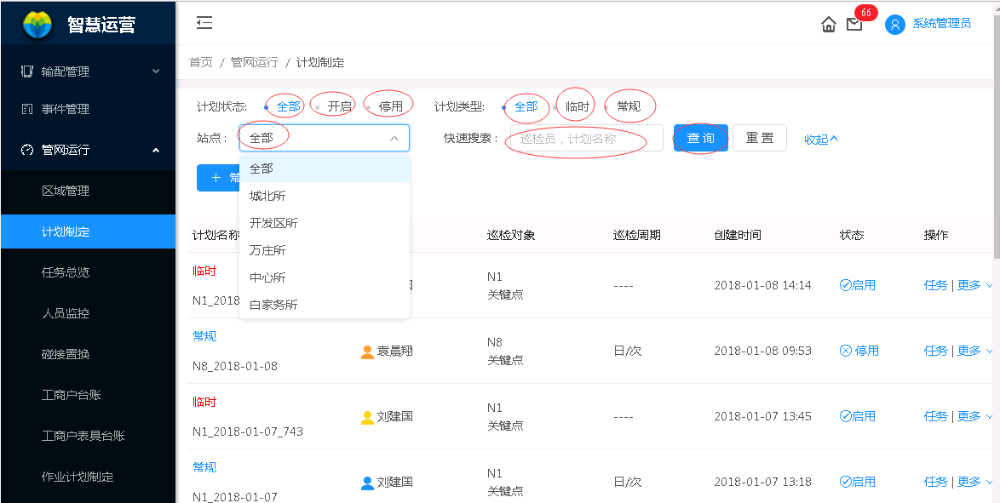 智慧运营
66
系统管理员
输配管理
事件管理
管网运行
区域管理
计划制定
任务总览
人员监控
碰接置换
工商户台账
工商户表具台账
作业计划制定
首页 / 管网运行 / 计划制定
计划状态: 全部 开启 停用 计划类型: 全部 临时 常规
站点： 全部 快速搜索： 巡检员，计划名称 查 询 重 置 收起
+ 常
全部
城北所
开发区所
万庄所
中心所
白家务所
计划名称 巡检对象 巡检周期 创建时间 状态 操作
临时
N1_2018 N1 关键点 ---- 2018-01-08 14:14 启用 任务 | 更多
常规
N8_2018-01-08 袁晨翔 N8 关键点 日/次 2018-01-08 09:53 停用 任务 | 更多
临时
N1_2018-01-07_743 刘建国 N1 关键点 ---- 2018-01-07 13:45 启用 任务 | 更多
常规
N1_2018-01-07 刘建国 N1 关键点 日/次 2018-01-07 13:18 启用 任务 | 更多